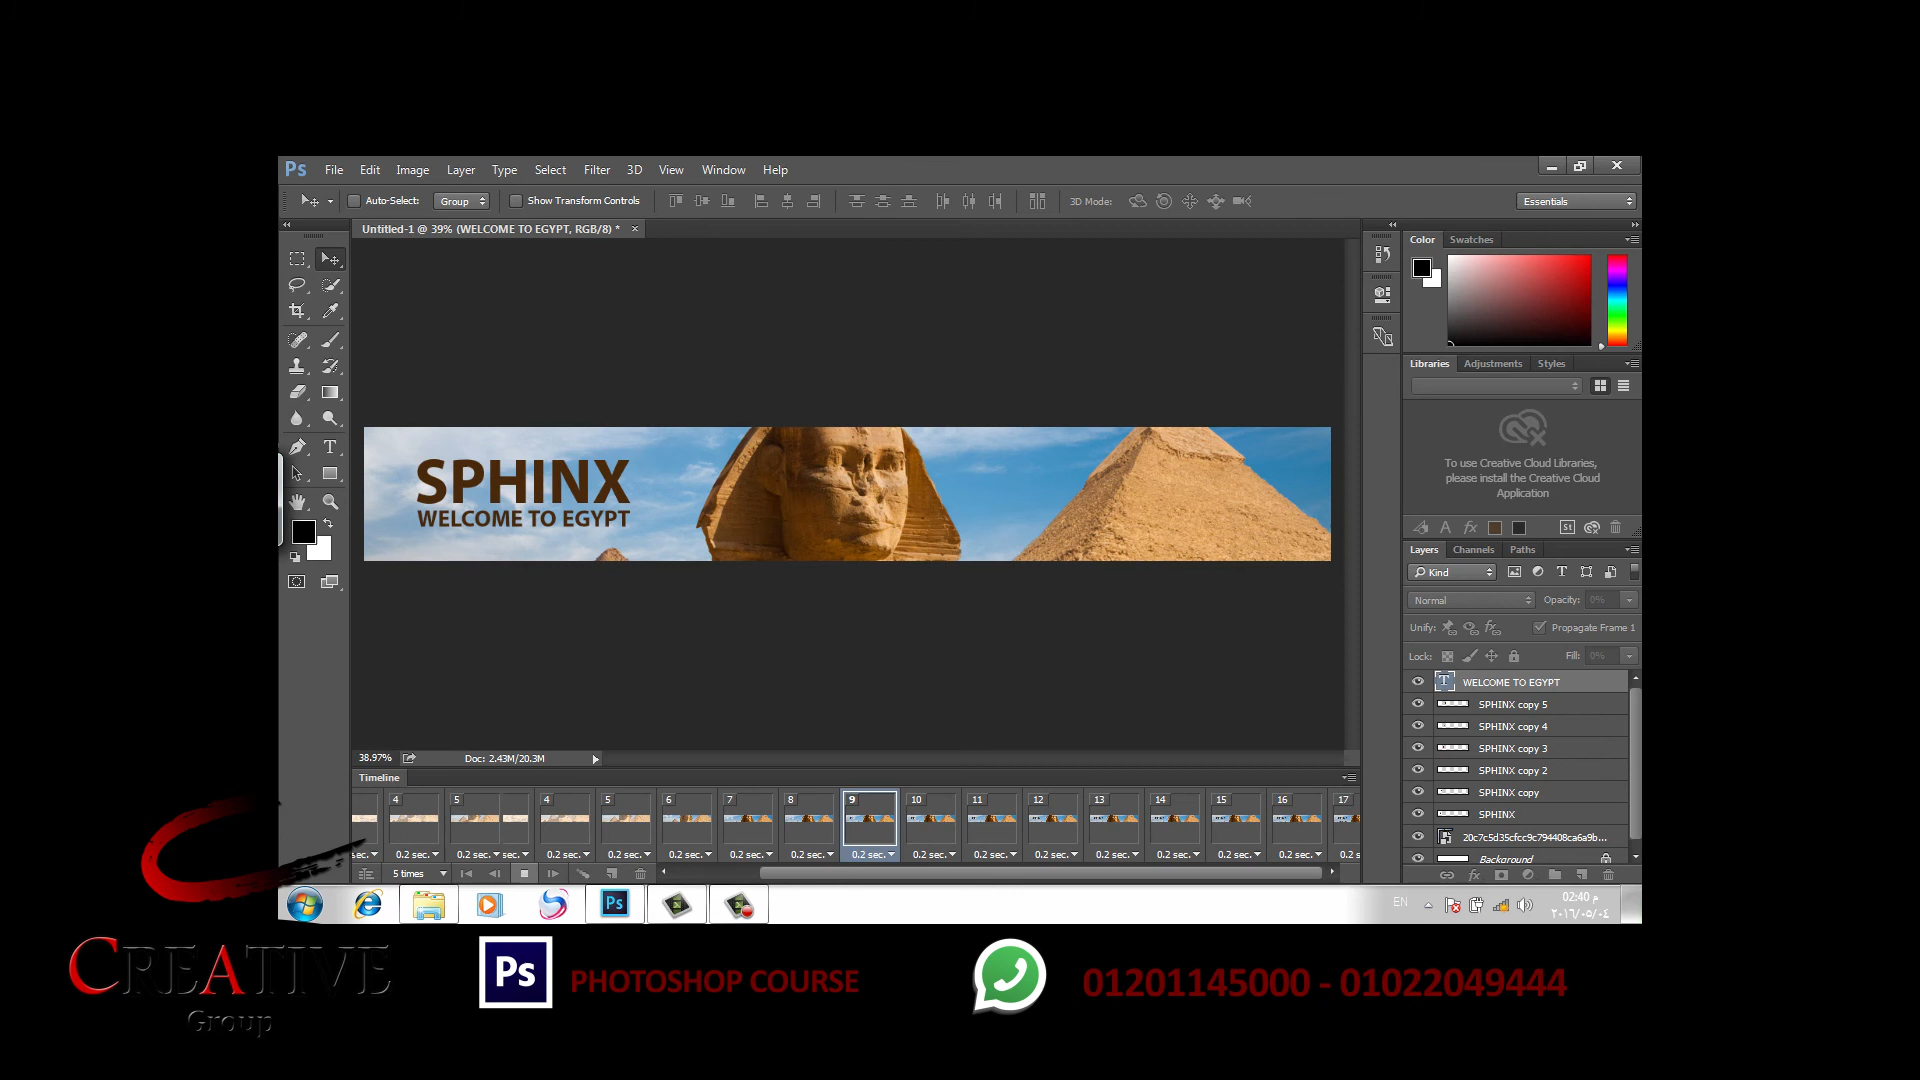 Ps File Edit Image Layer Type Select Filter 3D View Window Help
Auto-Select: Group Show Transform Controls 3D Mode: Essentials
Untitled-1 @ 39% (WELCOME TO EGYPT, RGB/8) * ×
Color Swatches
SPHINX
WELCOME TO EGYPT
Libraries Adjustments Styles
To use Creative Cloud Libraries,
please install the Creative Cloud
Application
St
Layers Channels Paths
Kind
Normal Opacity: 0%
Unify: Propagate Frame 1
Lock: Fill: 0%
WELCOME TO EGYPT
SPHINX copy 5
SPHINX copy 4
SPHINX copy 3
SPHINX copy 2
SPHINX copy
SPHINX
20c7c5d35cfcc9c794408ca6a9b...
Background
38.97% Doc: 2.43M/20.3M
Timeline
4 5 4 5 6 7 8 9 10 11 12 13 14 15 16 17
sec. 0.2 sec. 0.2 sec. sec. 0.2 sec. 0.2 sec. 0.2 sec. 0.2 sec. 0.2 sec. 0.2 sec. 0.2 sec. 0.2 sec. 0.2 sec. 0.2 sec. 0.2 sec. 0.2 sec. 0.2 sec. 0.2 s
5 times
Ps
EN
02:40 م
٢٠١٦/٠٥/٠٤
CREATIVE
Group
Ps PHOTOSHOP COURSE
01201145000 - 01022049444